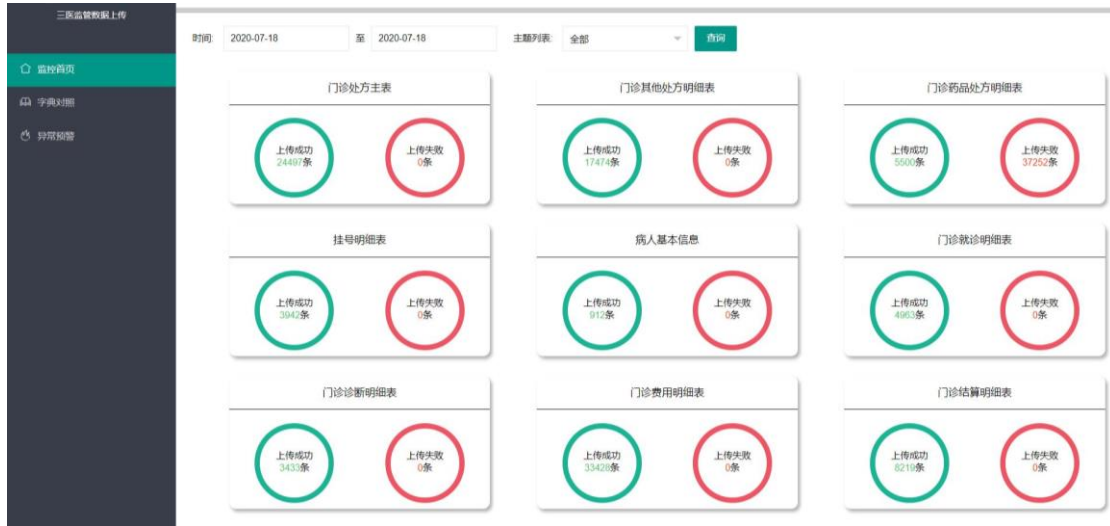 三医监管数据上传
监控首页
字典对照
异常预警
时间: 2020-07-18 至 2020-07-18 主题列表: 全部 查询
门诊处方主表
上传成功
24497条
上传失败
0条
门诊其他处方明细表
上传成功
17474条
上传失败
0条
门诊药品处方明细表
上传成功
5500条
上传失败
37252条
挂号明细表
上传成功
3942条
上传失败
0条
病人基本信息
上传成功
912条
上传失败
0条
门诊就诊明细表
上传成功
4963条
上传失败
0条
门诊诊断明细表
上传成功
3433条
上传失败
0条
门诊费用明细表
上传成功
33428条
上传失败
0条
门诊结算明细表
上传成功
8219条
上传失败
0条